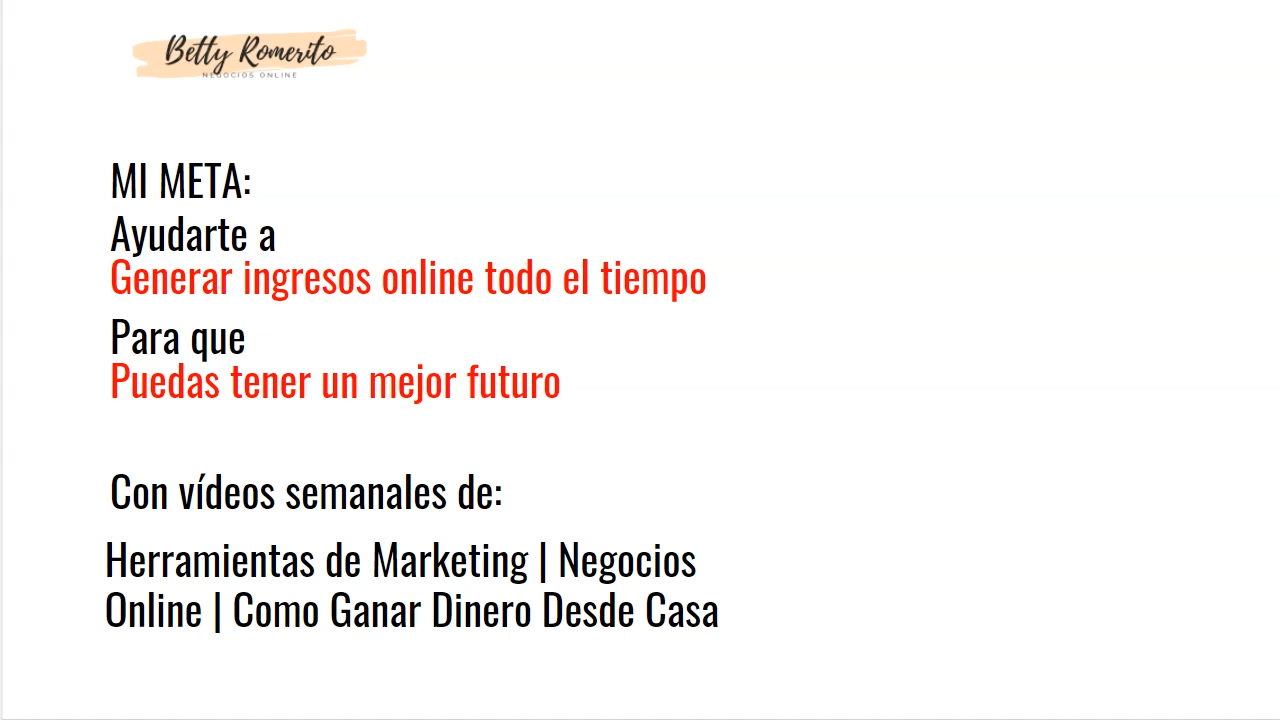 Betty Romerito
NEGOCIOS ONLINE
MI META:
Ayudarte a
Generar ingresos online todo el tiempo
Para que
Puedas tener un mejor futuro
Con vídeos semanales de:
Herramientas de Marketing | Negocios
Online | Como Ganar Dinero Desde Casa